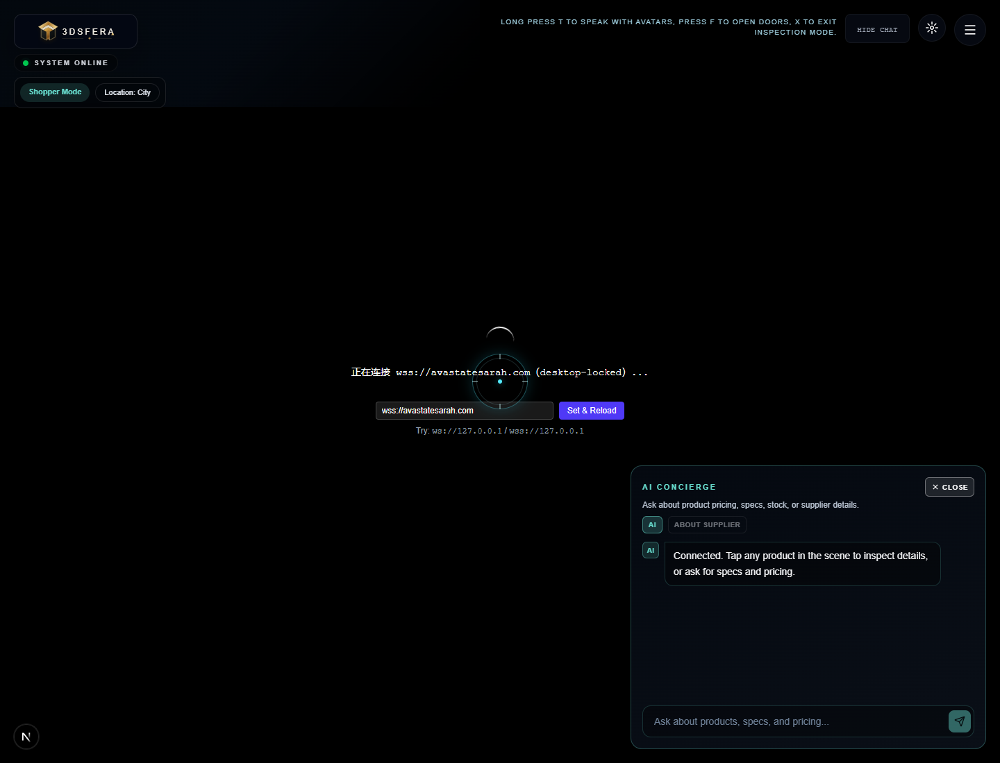 3DSFERA
LONG PRESS T TO SPEAK WITH AVATARS, PRESS F TO OPEN DOORS, X TO EXIT
INSPECTION MODE.
HIDE CHAT
SYSTEM ONLINE
Shopper Mode
Location: City
正在连接 wss://avastatesarah.com (desktop-locked) ...
wss://avastatesarah.com
Set & Reload
Try: ws://127.0.0.1 / wss://127.0.0.1
AI CONCIERGE
× CLOSE
Ask about product pricing, specs, stock, or supplier details.
AI
ABOUT SUPPLIER
AI
Connected. Tap any product in the scene to inspect details,
or ask for specs and pricing.
Ask about products, specs, and pricing...
N